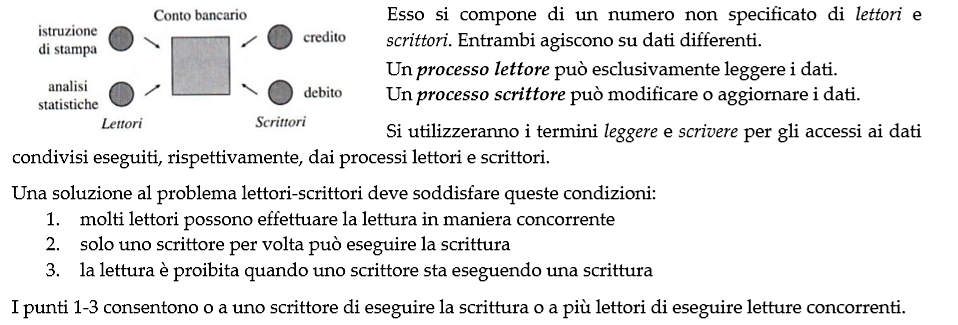 Conto bancario
istruzione
di stampa
credito
analisi
statistiche
debito
Lettori
Scrittori
Esso si compone di un numero non specificato di lettori e
scrittori. Entrambi agiscono su dati differenti.
Un processo lettore può esclusivamente leggere i dati.
Un processo scrittore può modificare o aggiornare i dati.
Si utilizzeranno i termini leggere e scrivere per gli accessi ai dati
condivisi eseguiti, rispettivamente, dai processi lettori e scrittori.
Una soluzione al problema lettori-scrittori deve soddisfare queste condizioni:
1. molti lettori possono effettuare la lettura in maniera concorrente
2. solo uno scrittore per volta può eseguire la scrittura
3. la lettura è proibita quando uno scrittore sta eseguendo una scrittura
I punti 1-3 consentono o a uno scrittore di eseguire la scrittura o a più lettori di eseguire letture concorrenti.